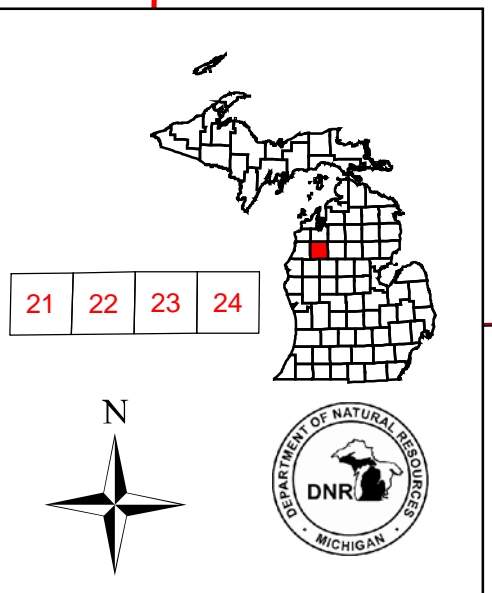 21 22 23 24
N
DEPARTMENT OF NATURAL RESOURCES
DNR
· MICHIGAN ·